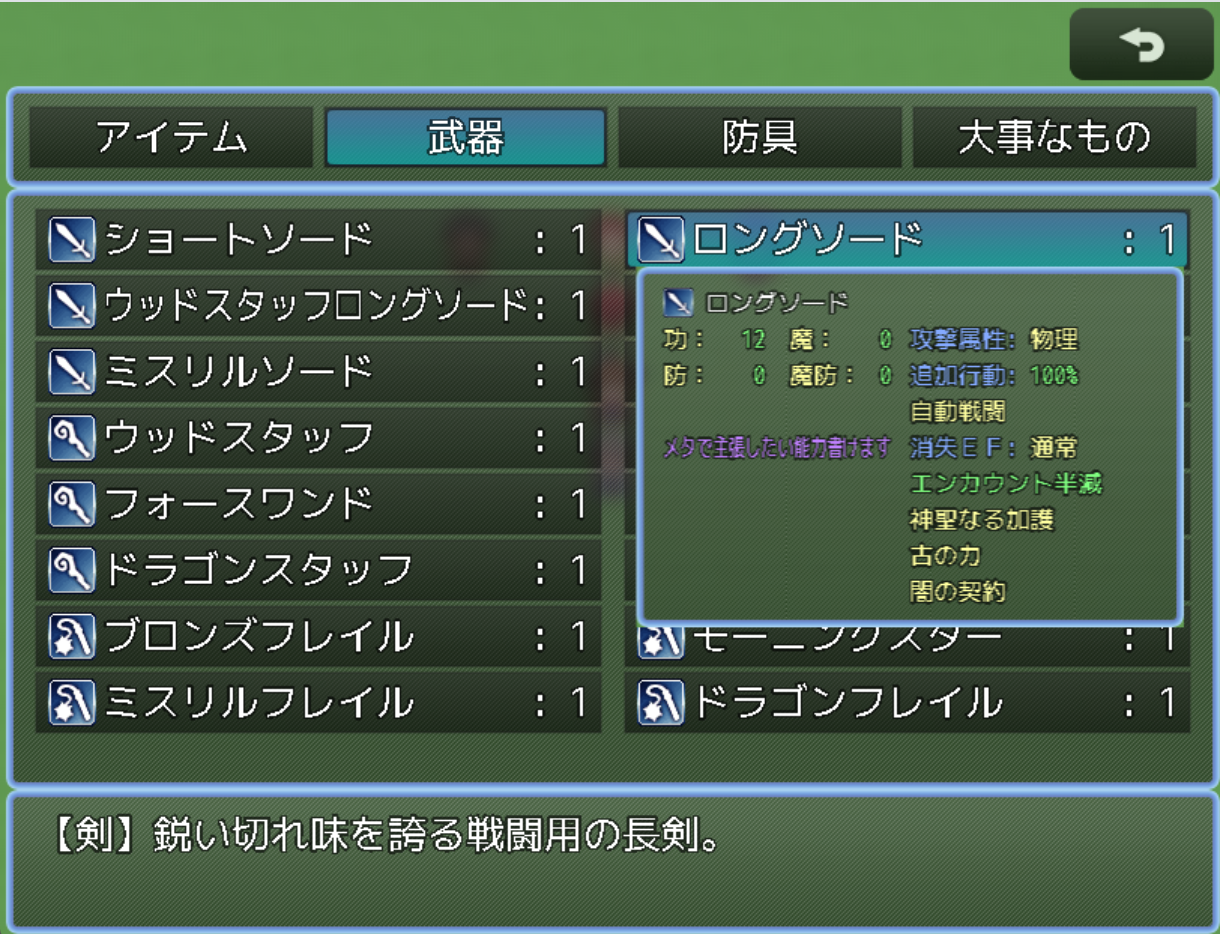 アイテム 武器 防具 大事なもの
ショートソード : 1
ロングソード : 1
ウッドスタッフロングソード: 1
ミスリルソード : 1
ウッドスタッフ : 1
フォースワンド : 1
ドラゴンスタッフ : 1
ブロンズフレイル : 1
モーニングスター : 1
ミスリルフレイル : 1
ドラゴンフレイル : 1
ロングソード
功: 12 魔: 0 攻撃属性: 物理
防: 0 魔防: 0 追加行動: 100%
自動戦闘
メタで主張したい能力書けます 消失EF: 通常
エンカウント半減
神聖なる加護
古の力
闇の契約
【剣】鋭い切れ味を誇る戦闘用の長剣。